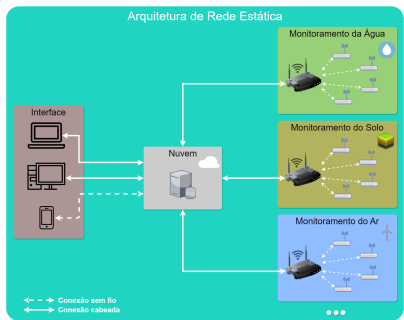 Arquitetura de Rede Estática
Monitoramento da Água
Interface
Nuvem
Monitoramento do Solo
Monitoramento do Ar
Conexão sem fio
Conexão cabeada